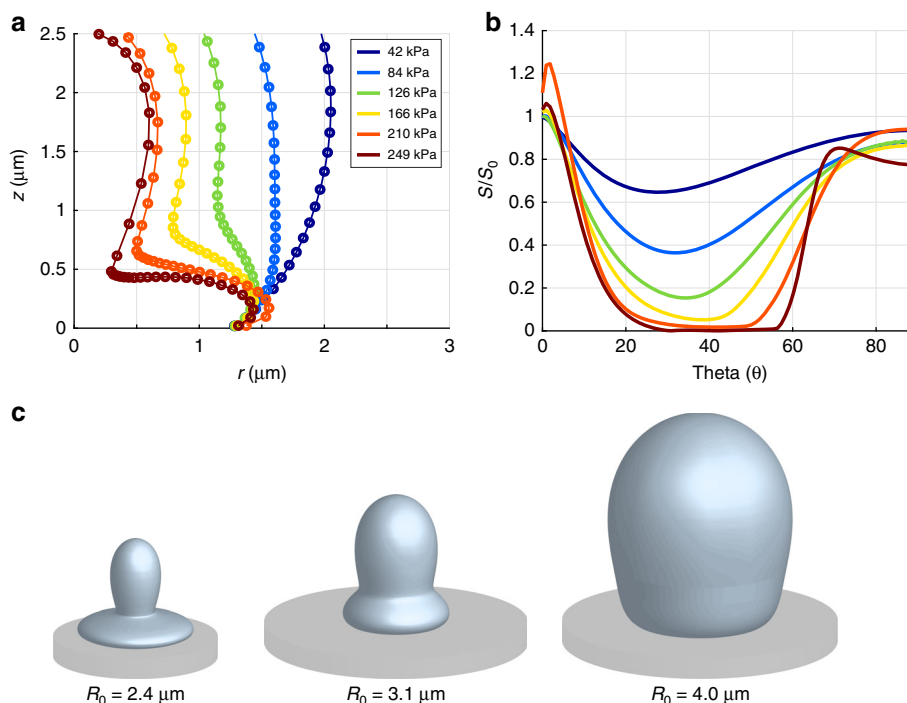 a
2.5
2
1.5
1
0.5
0
z (μm)
0 1 2 3
r (μm)
42 kPa
84 kPa
126 kPa
166 kPa
210 kPa
249 kPa
b
1.4
1.2
1
0.8
0.6
0.4
0.2
0
S/S₀
0 20 40 60 80
Theta (θ)
c
R₀ = 2.4 μm
R₀ = 3.1 μm
R₀ = 4.0 μm